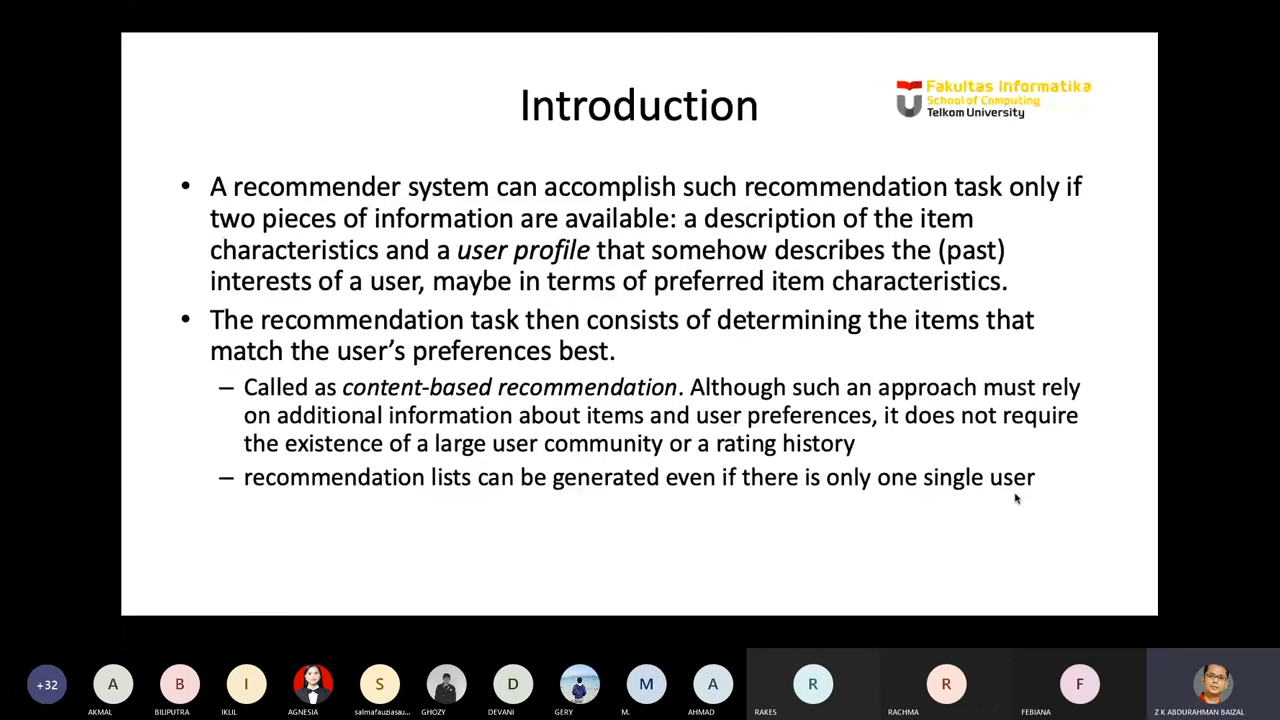 Introduction
Fakultas Informatika
School of Computing
Telkom University
• A recommender system can accomplish such recommendation task only if
two pieces of information are available: a description of the item
characteristics and a user profile that somehow describes the (past)
interests of a user, maybe in terms of preferred item characteristics.
• The recommendation task then consists of determining the items that
match the user's preferences best.
– Called as content-based recommendation. Although such an approach must rely
on additional information about items and user preferences, it does not require
the existence of a large user community or a rating history
– recommendation lists can be generated even if there is only one single user
+32 A B I S D M A R R F
AKMAL BILIPUTRA IKLIL AGNESIA salmafauziasau... GHOZY DEVANI GERY M. AHMAD RAKES RACHMA FEBIANA Z K ABDURAHMAN BAIZAL